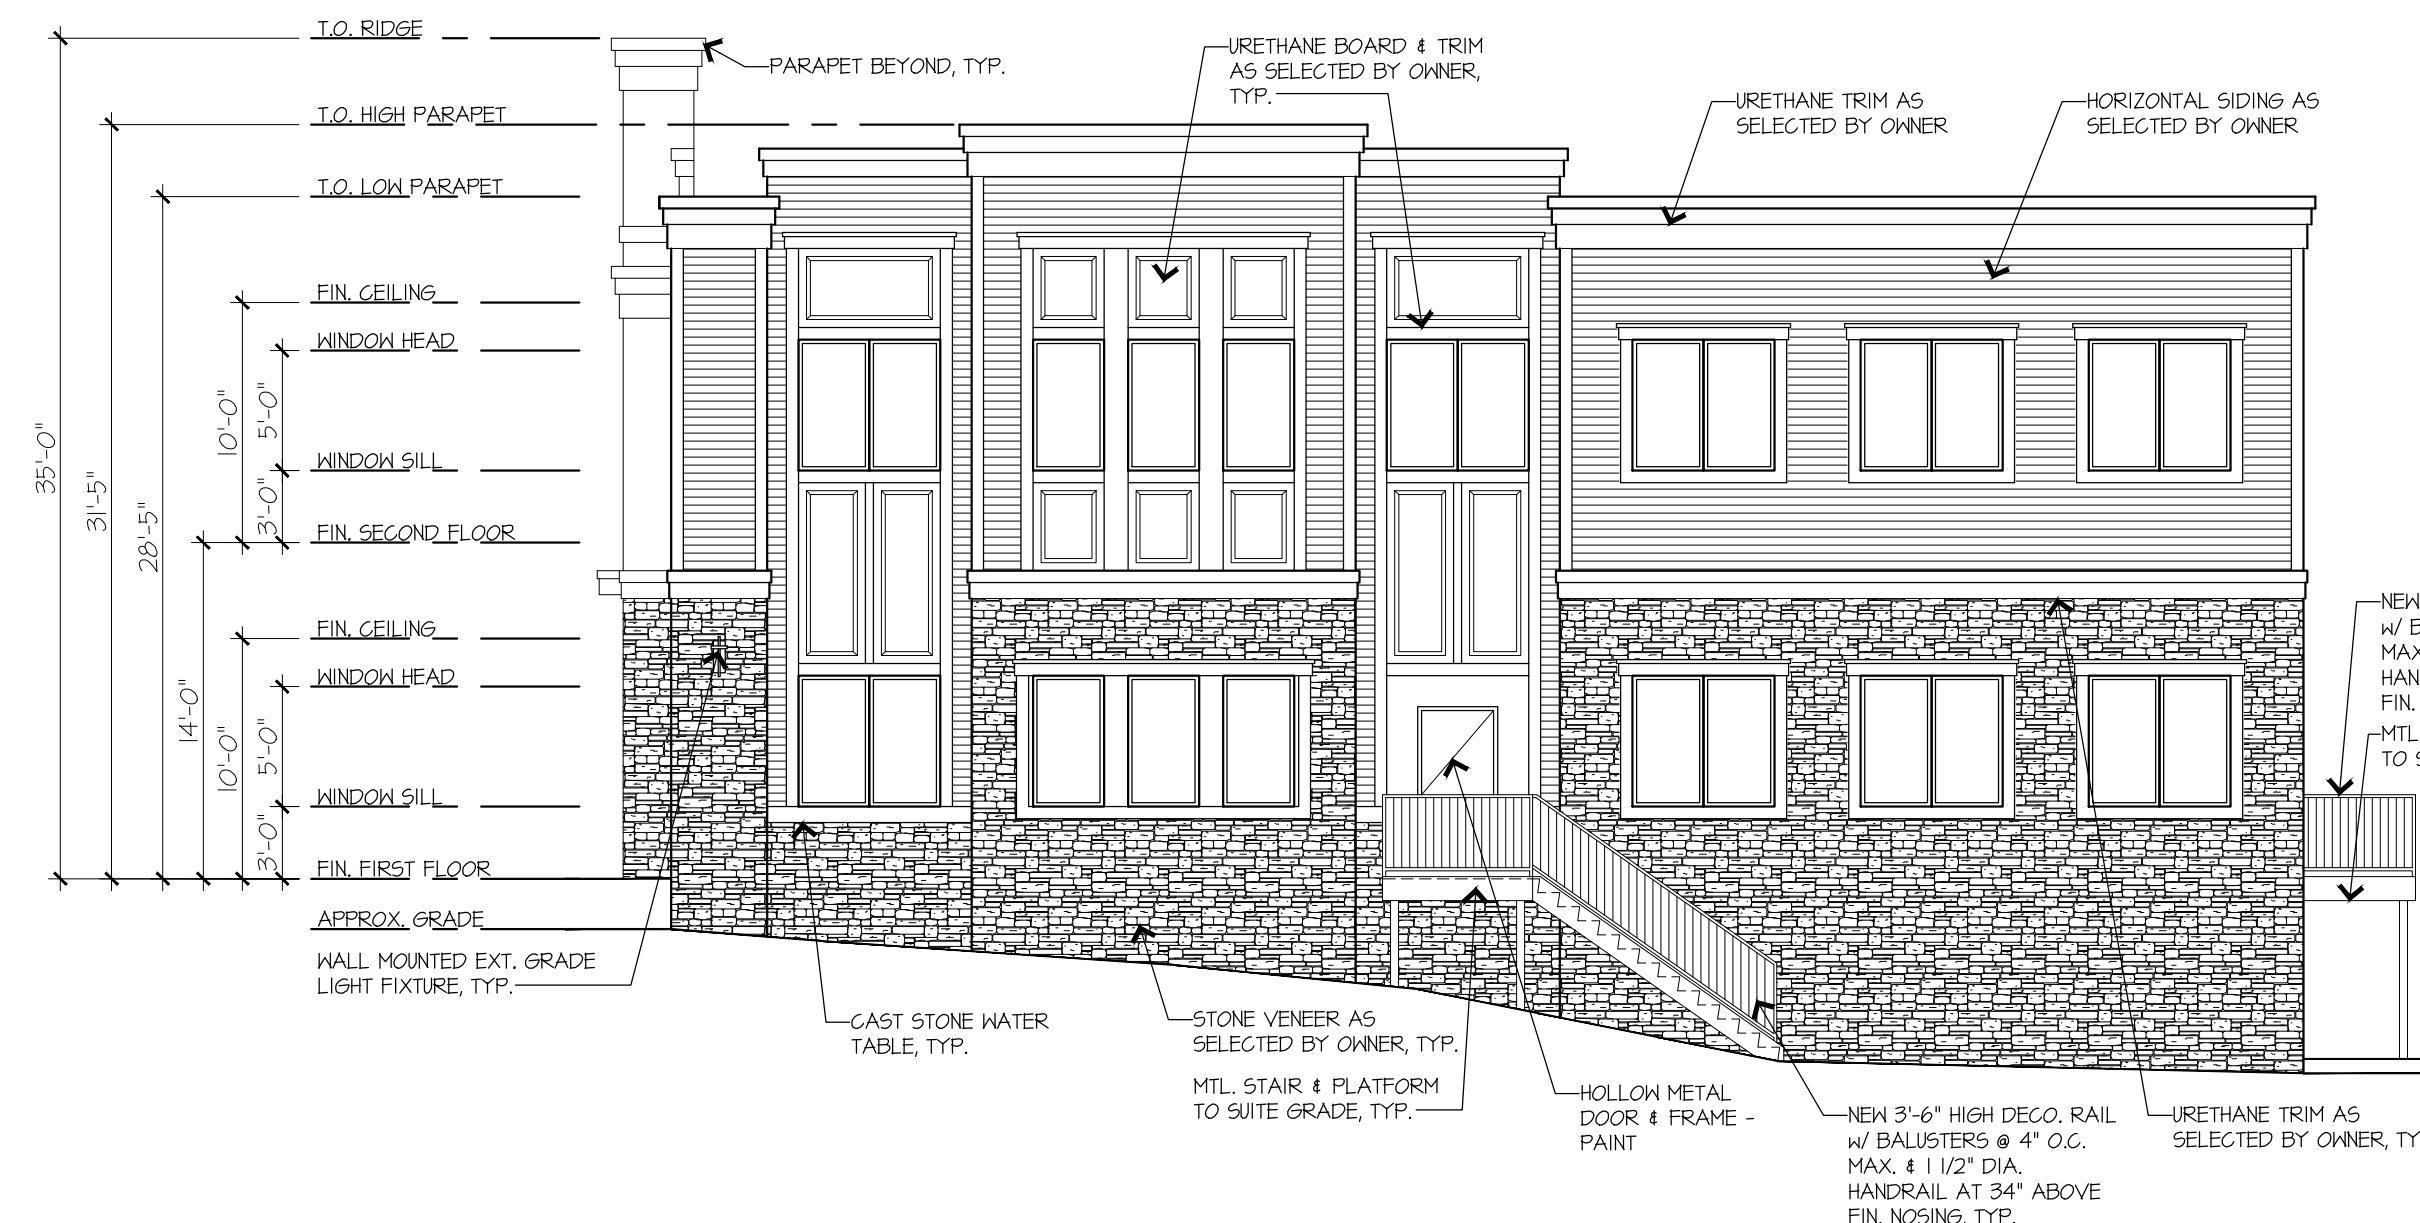 T.O. RIDGE
PARAPET BEYOND, TYP.
URETHANE BOARD & TRIM
AS SELECTED BY OWNER,
TYP.
URETHANE TRIM AS
SELECTED BY OWNER
HORIZONTAL SIDING AS
SELECTED BY OWNER
T.O. HIGH PARAPET
T.O. LOW PARAPET
FIN. CEILING
WINDOW HEAD
WINDOW SILL
FIN. SECOND FLOOR
FIN. CEILING
WINDOW HEAD
WINDOW SILL
FIN. FIRST FLOOR
APPROX. GRADE
35'-0"
31'-5"
28'-5"
14'-0"
10'-0"
5'-0"
3'-0"
10'-0"
5'-0"
3'-0"
WALL MOUNTED EXT. GRADE
LIGHT FIXTURE, TYP.
CAST STONE WATER
TABLE, TYP.
STONE VENEER AS
SELECTED BY OWNER, TYP.
MTL. STAIR & PLATFORM
TO SUITE GRADE, TYP.
HOLLOW METAL
DOOR & FRAME -
PAINT
NEW 3'-6" HIGH DECO. RAIL
W/ BALUSTERS @ 4" O.C.
MAX. & 1 1/2" DIA.
HANDRAIL AT 34" ABOVE
FIN. NOSING, TYP.
URETHANE TRIM AS
SELECTED BY OWNER, TY
NEW
W/ B
MAX
HAN
FIN.
MTL
TO S